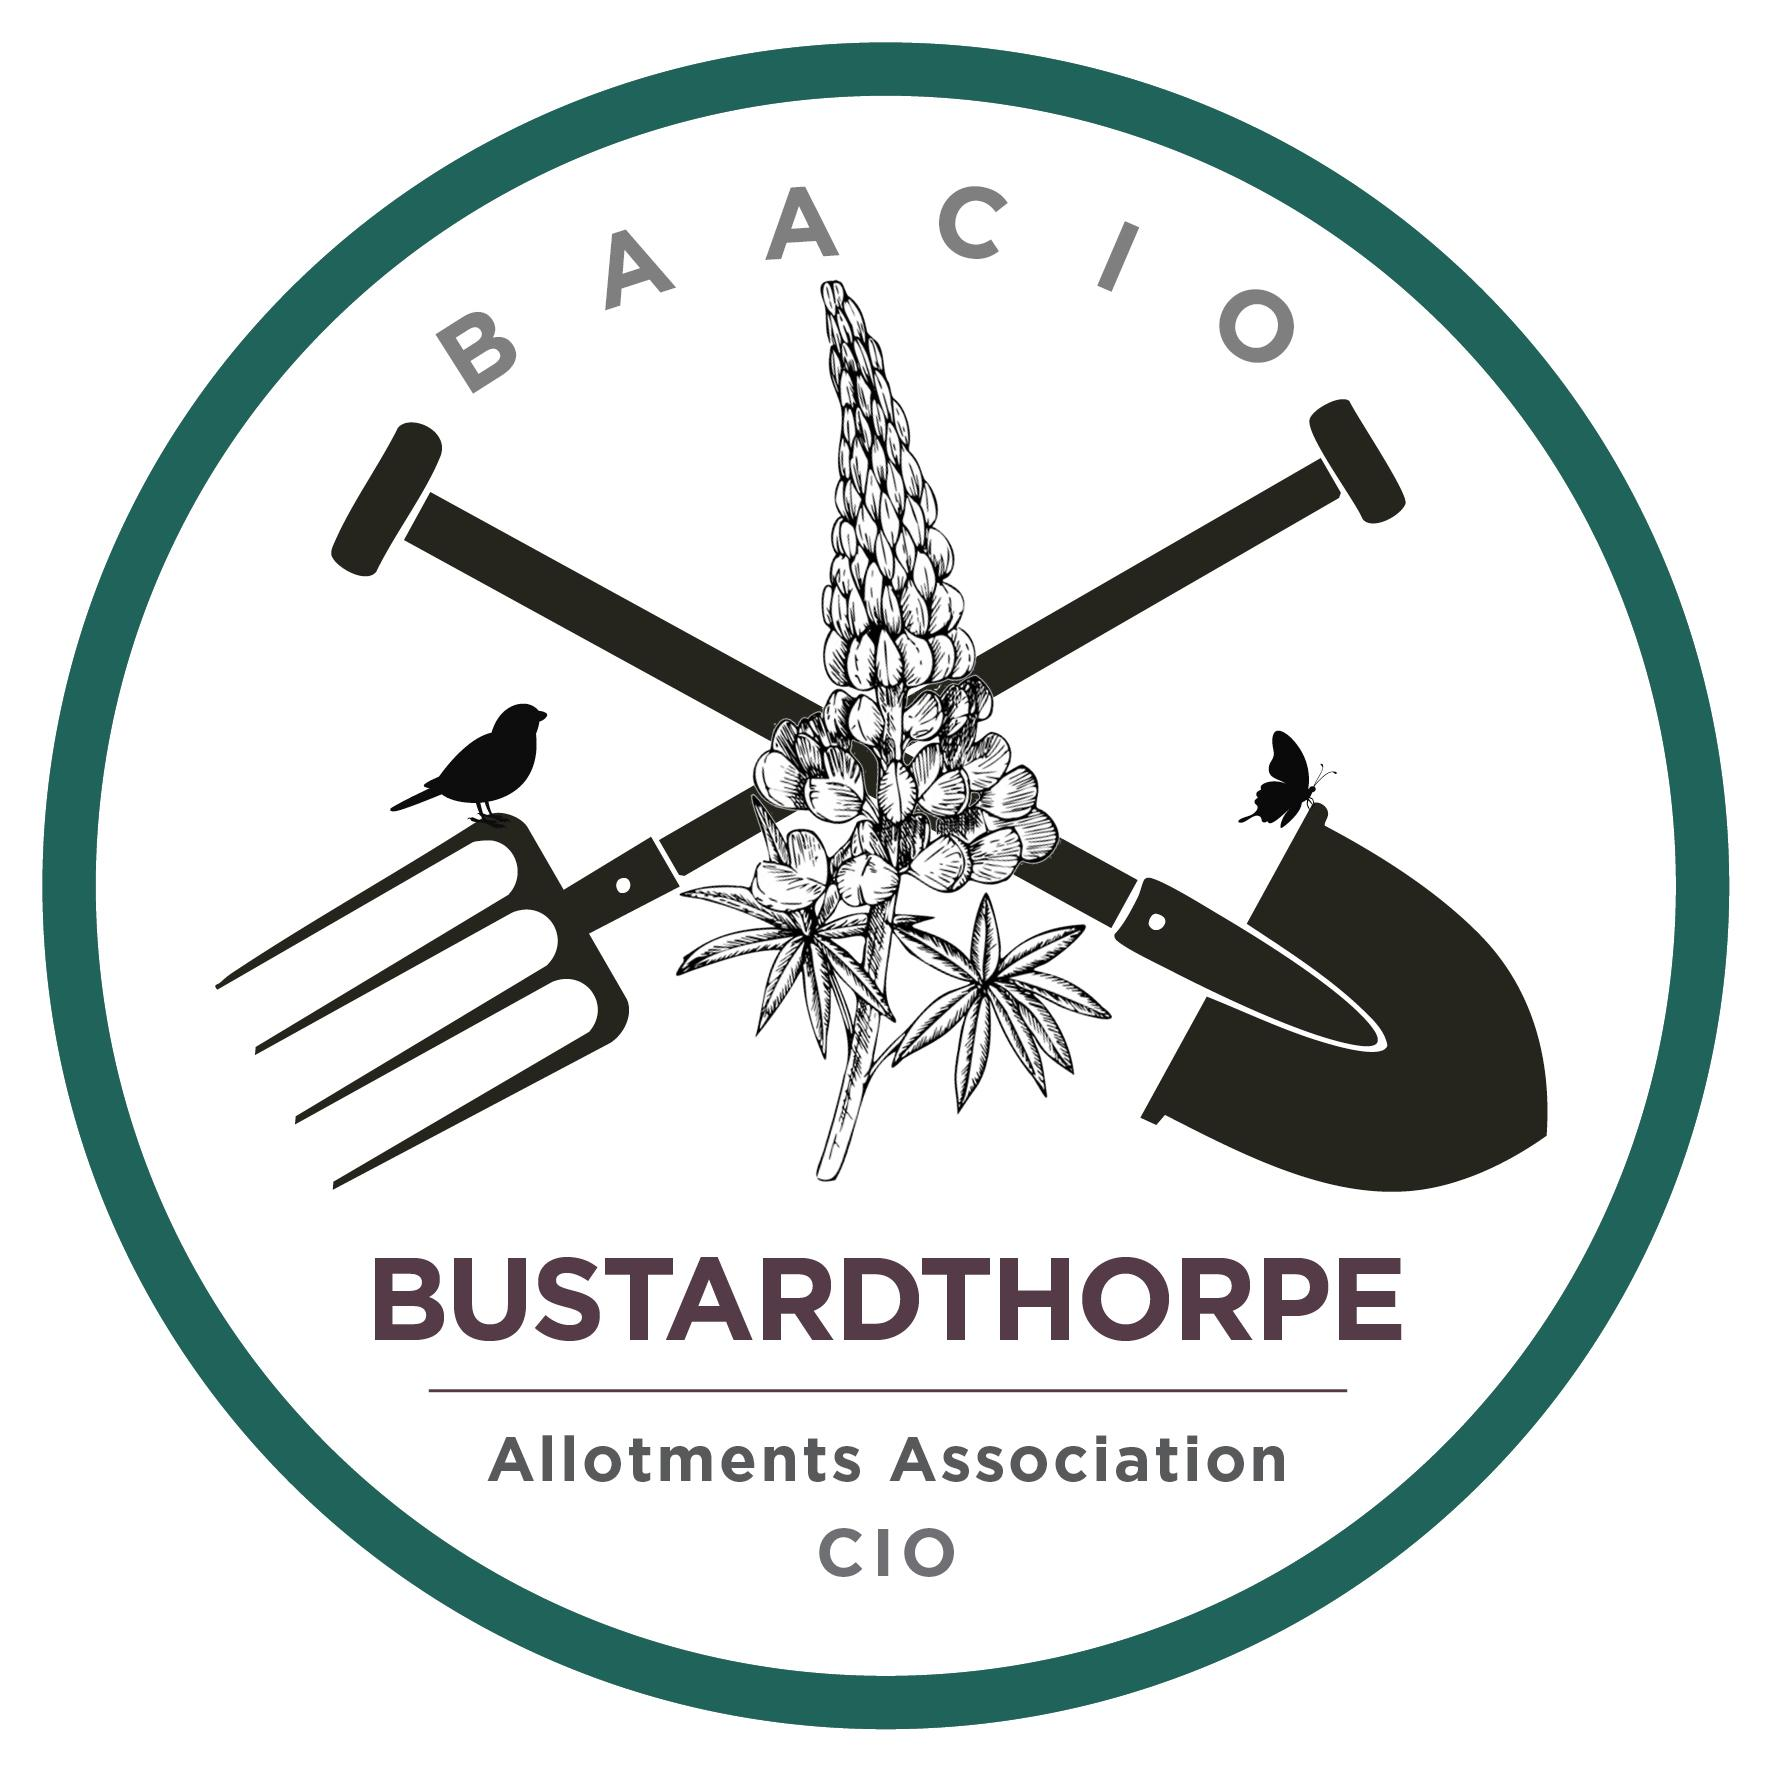 BAACIO
BUSTARDTHORPE
Allotments Association
CIO